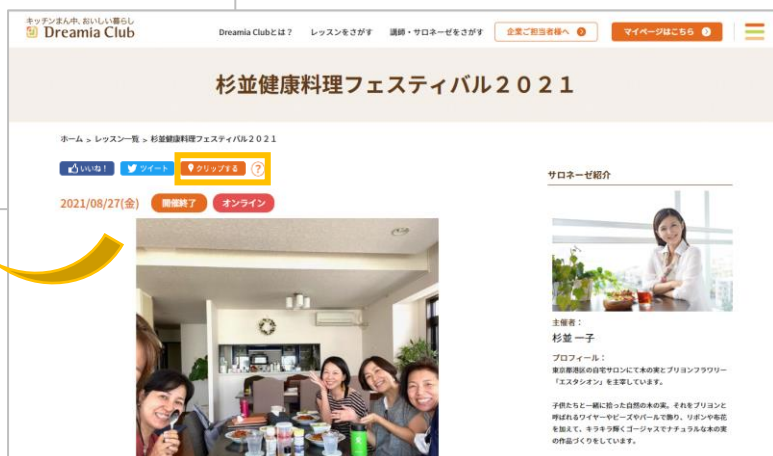 キッチンまん中、おいしい暮らし
Dreamia Club
Dreamia Clubとは?
レッスンをさがす
講師・サロネーゼをさがす
企業ご担当者様へ
マイページはこちら
杉並健康料理フェスティバル2021
ホーム > レッスン一覧 > 杉並健康料理フェスティバル2021
いいね!
ツイート
クリップする
?
2021/08/27(金)
開催終了
オンライン
サロネーゼ紹介
主催者:
杉並 一子
プロフィール:
東京都港区の自宅サロンにて木の実とブリヨンフラワリー
「エスタシオン」を主宰しています。
子供たちと一緒に拾った自然の木の実。それをブリヨンと
呼ばれるワイヤーやビーズやパールで飾り、リボンや布花
を加えて、キラキラ輝くゴージャスでナチュラルな木の実
の作品づくりをしています。